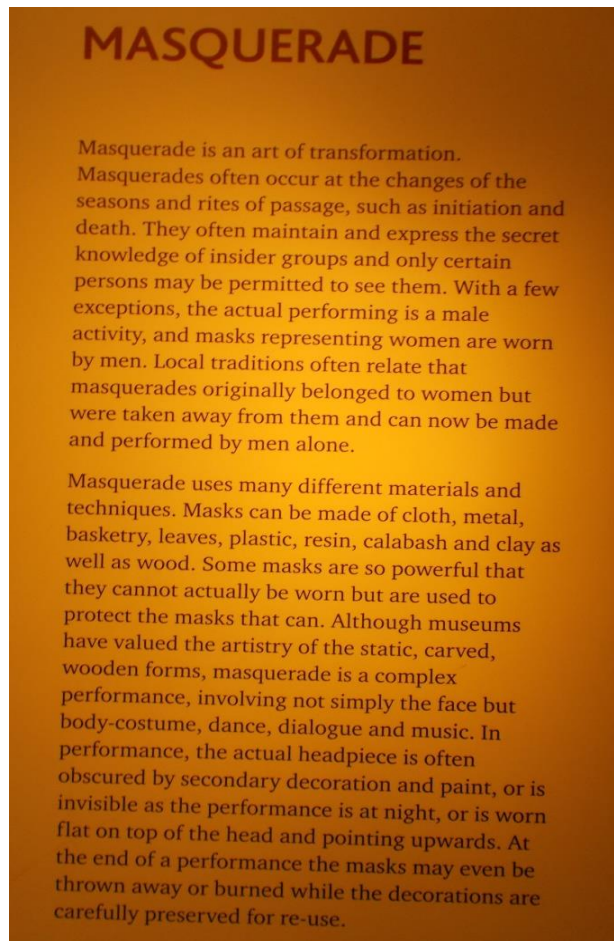 MASQUERADE
Masquerade is an art of transformation.
Masquerades often occur at the changes of the
seasons and rites of passage, such as initiation and
death. They often maintain and express the secret
knowledge of insider groups and only certain
persons may be permitted to see them. With a few
exceptions, the actual performing is a male
activity, and masks representing women are worn
by men. Local traditions often relate that
masquerades originally belonged to women but
were taken away from them and can now be made
and performed by men alone.
Masquerade uses many different materials and
techniques. Masks can be made of cloth, metal,
basketry, leaves, plastic, resin, calabash and clay as
well as wood. Some masks are so powerful that
they cannot actually be worn but are used to
protect the masks that can. Although museums
have valued the artistry of the static, carved,
wooden forms, masquerade is a complex
performance, involving not simply the face but
body-costume, dance, dialogue and music. In
performance, the actual headpiece is often
obscured by secondary decoration and paint, or is
invisible as the performance is at night, or is worn
flat on top of the head and pointing upwards. At
the end of a performance the masks may even be
thrown away or burned while the decorations are
carefully preserved for re-use.